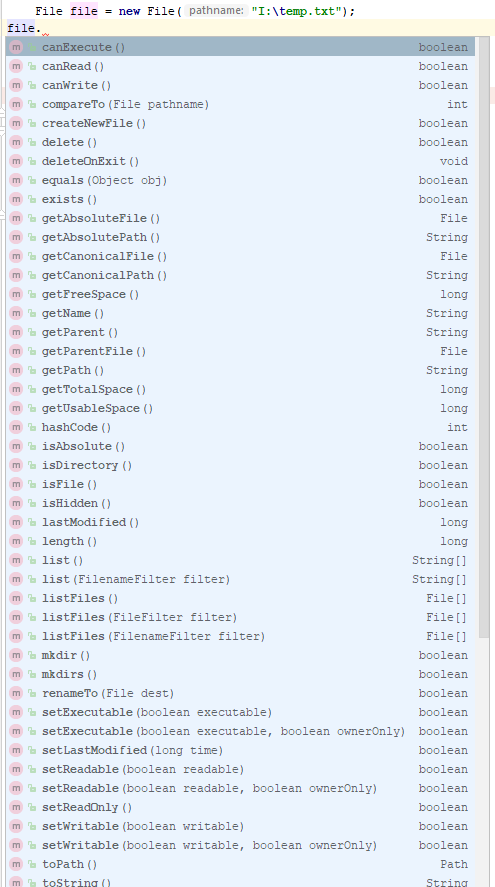 File file = new File( pathname: "I:\temp.txt");
file.
m canExecute() boolean
m canRead() boolean
m canWrite() boolean
m compareTo(File pathname) int
m createNewFile() boolean
m delete() boolean
m deleteOnExit() void
m equals(Object obj) boolean
m exists() boolean
m getAbsoluteFile() File
m getAbsolutePath() String
m getCanonicalFile() File
m getCanonicalPath() String
m getFreeSpace() long
m getName() String
m getParent() String
m getParentFile() File
m getPath() String
m getTotalSpace() long
m getUsableSpace() long
m hashCode() int
m isAbsolute() boolean
m isDirectory() boolean
m isFile() boolean
m isHidden() boolean
m lastModified() long
m length() long
m list() String[]
m list(FilenameFilter filter) String[]
m listFiles() File[]
m listFiles(FileFilter filter) File[]
m listFiles(FilenameFilter filter) File[]
m mkdir() boolean
m mkdirs() boolean
m renameTo(File dest) boolean
m setExecutable(boolean executable) boolean
m setExecutable(boolean executable, boolean ownerOnly) boolean
m setLastModified(long time) boolean
m setReadable(boolean readable) boolean
m setReadable(boolean readable, boolean ownerOnly) boolean
m setReadOnly() boolean
m setWritable(boolean writable) boolean
m setWritable(boolean writable, boolean ownerOnly) boolean
m toPath() Path
m toString() String